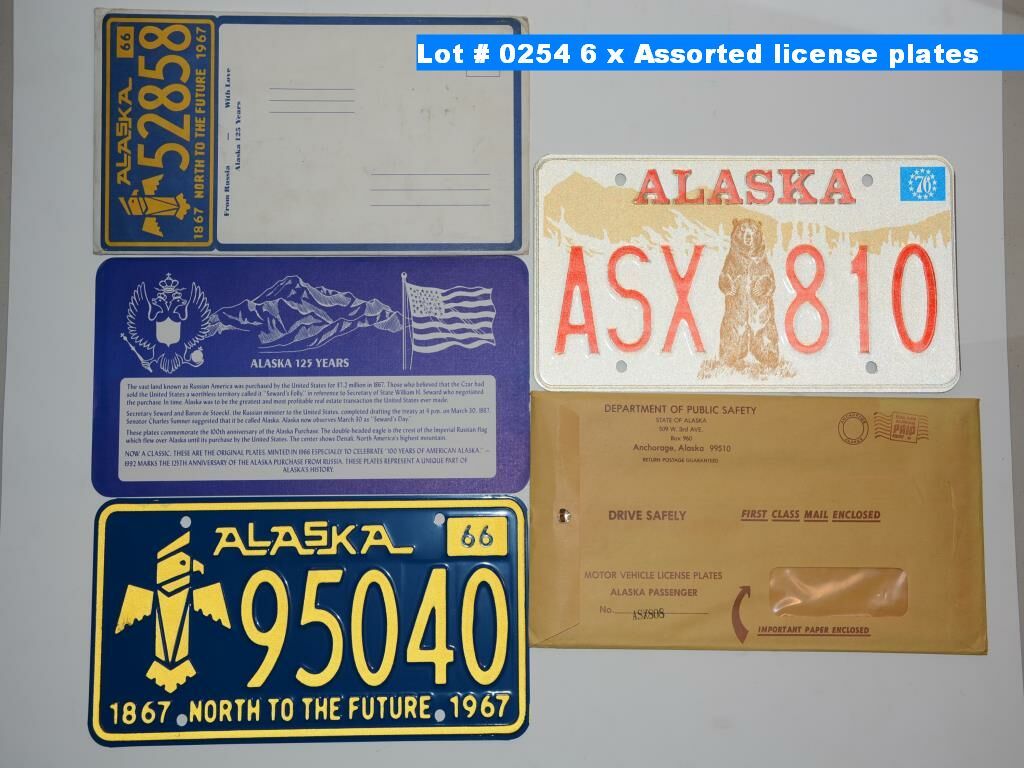 Lot # 0254 6 x Assorted license plates
ALASKA
66
52858
1867 NORTH TO THE FUTURE 1967
From Russia — With Love
Alaska 125 Years
ALASKA 125 YEARS
The vast land known as Russian America was purchased by the United States for $7.2 million in 1867. Those who believed that the Czar had
sold the United States a worthless territory called it "Seward's Folly," in reference to Secretary of State William H. Seward who negotiated
the purchase. In time, Alaska was to be the greatest and most profitable real estate transaction the United States ever made.
Secretary Seward and Baron de Stoeckl, the Russian minister to the United States, completed drafting the treaty at 4 p.m. on March 30, 1867.
Senator Charles Sumner suggested that it be called Alaska. Alaska now observes March 30 as "Seward's Day."
These plates commemorate the 100th anniversary of the Alaska Purchase. The double-headed eagle is the crest of the Imperial Russian flag
which flew over Alaska until its purchase by the United States. The center shows Denali, North America's highest mountain.
NOW A CLASSIC, THESE ARE THE ORIGINAL PLATES, MINTED IN 1966 ESPECIALLY TO CELEBRATE "100 YEARS OF AMERICAN ALASKA." —
1992 MARKS THE 125TH ANNIVERSARY OF THE ALASKA PURCHASE FROM RUSSIA. THESE PLATES REPRESENT A UNIQUE PART OF
ALASKA'S HISTORY.
ALASKA
66
95040
1867 NORTH TO THE FUTURE 1967
ALASKA
76
ASX 810
DEPARTMENT OF PUBLIC SAFETY
STATE OF ALASKA
509 W. 3rd AVE.
Box 960
Anchorage, Alaska 99510
RETURN POSTAGE GUARANTEED
ALASKA
PAID
DRIVE SAFELY
FIRST CLASS MAIL ENCLOSED
MOTOR VEHICLE LICENSE PLATES
ALASKA PASSENGER
No. ASX808
IMPORTANT PAPER ENCLOSED